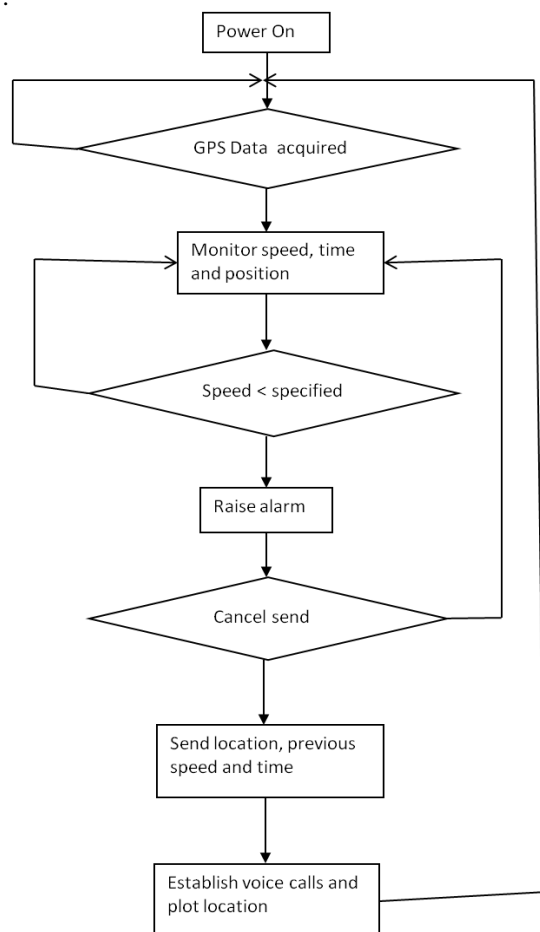 .
Power On
GPS Data acquired
Monitor speed, time
and position
Speed < specified
Raise alarm
Cancel send
Send location, previous
speed and time
Establish voice calls and
plot location